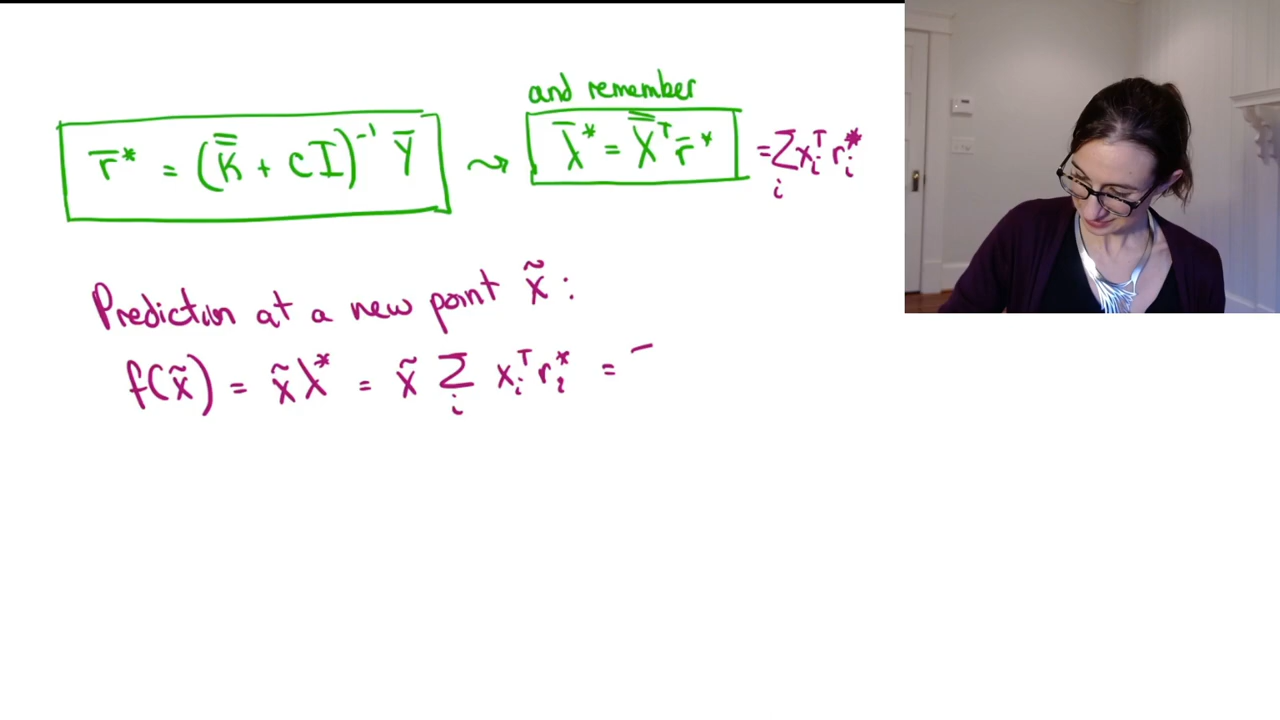 and remember
r̄* = (K̿ + cI)⁻¹ Ȳ ⇝ λ̄* = X̿ᵀ r̄* = Σᵢ xᵢᵀ rᵢ*
Prediction at a new point x̃ :
f(x̃) = x̃ λ* = x̃ Σᵢ xᵢᵀ rᵢ* =